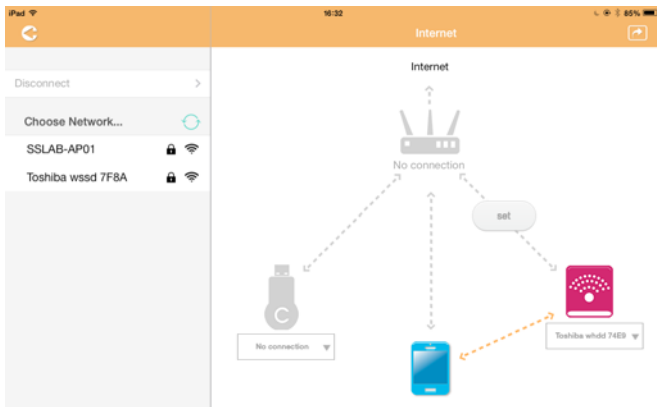 iPad 16:32 85%
Internet
Disconnect
Choose Network...
SSLAB-AP01
Toshiba wssd 7F8A
Internet
No connection
set
C
No connection
Toshiba whdd 74E9